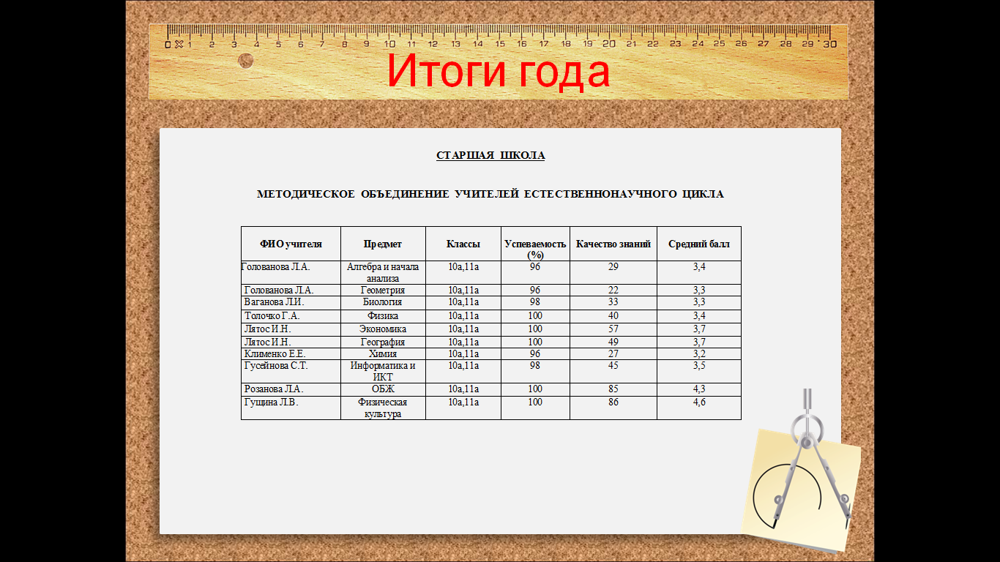 0 1 2 3 4 5 6 7 8 9 10 11 12 13 14 15 16 17 18 19 20 21 22 23 24 25 26 27 28 29 30
Итоги года
СТАРШАЯ ШКОЛА
МЕТОДИЧЕСКОЕ ОБЪЕДИНЕНИЕ УЧИТЕЛЕЙ ЕСТЕСТВЕННОНАУЧНОГО ЦИКЛА
ФИО учителя Предмет Классы Успеваемость (%) Качество знаний Средний балл
Голованова Л.А. Алгебра и начала анализа 10а,11а 96 29 3,4
Голованова Л.А. Геометрия 10а,11а 96 22 3,3
Ваганова Л.И. Биология 10а,11а 98 33 3,3
Толочко Г.А. Физика 10а,11а 100 40 3,4
Лятос И.Н. Экономика 10а,11а 100 57 3,7
Лятос И.Н. География 10а,11а 100 49 3,7
Клименко Е.Е. Химия 10а,11а 96 27 3,2
Гусейнова С.Т. Информатика и ИКТ 10а,11а 98 45 3,5
Розанова Л.А. ОБЖ 10а,11а 100 85 4,3
Гущина Л.В. Физическая культура 10а,11а 100 86 4,6